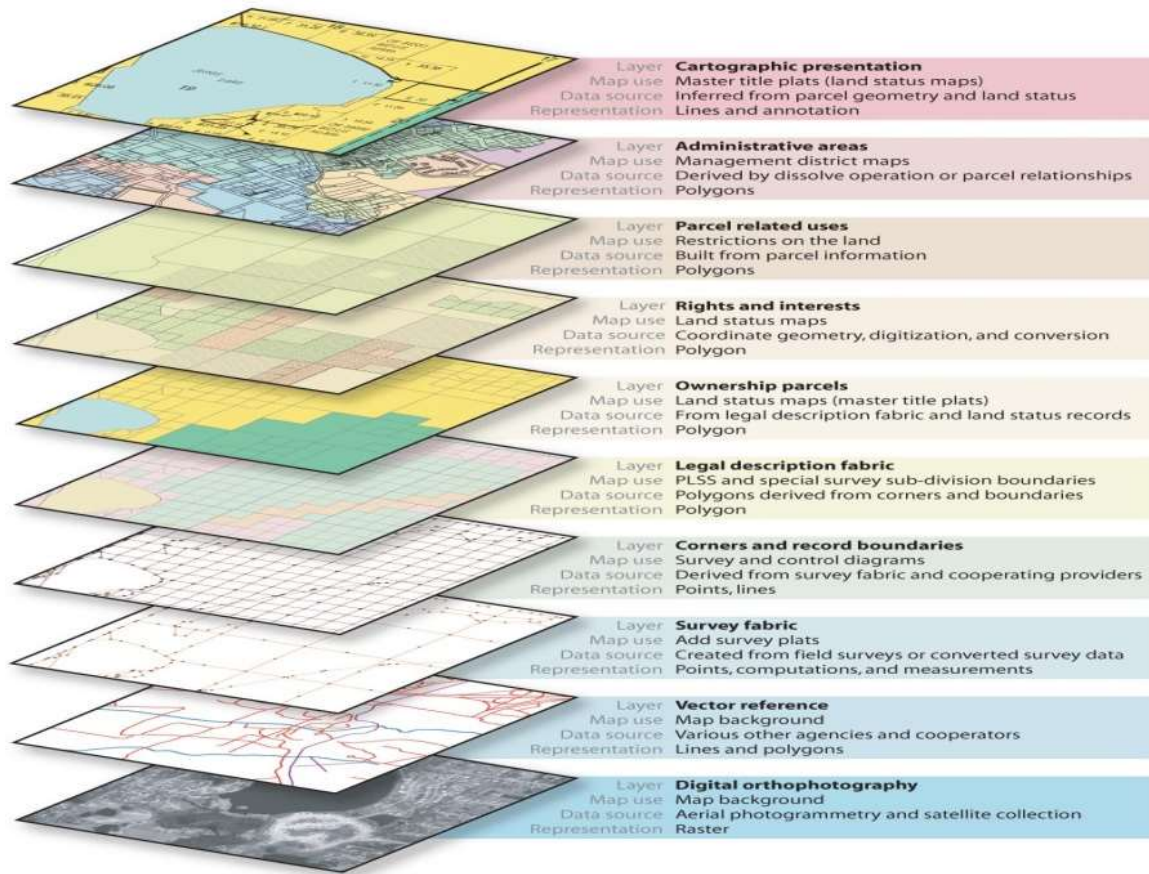 Layer Cartographic presentation
Map use Master title plats (land status maps)
Data source Inferred from parcel geometry and land status
Representation Lines and annotation
Layer Administrative areas
Map use Management district maps
Data source Derived by dissolve operation or parcel relationships
Representation Polygons
Layer Parcel related uses
Map use Restrictions on the land
Data source Built from parcel information
Representation Polygons
Layer Rights and interests
Map use Land status maps
Data source Coordinate geometry, digitization, and conversion
Representation Polygon
Layer Ownership parcels
Map use Land status maps (master title plats)
Data source From legal description fabric and land status records
Representation Polygon
Layer Legal description fabric
Map use PLSS and special survey sub-division boundaries
Data source Polygons derived from corners and boundaries
Representation Polygon
Layer Corners and record boundaries
Map use Survey and control diagrams
Data source Derived from survey fabric and cooperating providers
Representation Points, lines
Layer Survey fabric
Map use Add survey plats
Data source Created from field surveys or converted survey data
Representation Points, computations, and measurements
Layer Vector reference
Map use Map background
Data source Various other agencies and cooperators
Representation Lines and polygons
Layer Digital orthophotography
Map use Map background
Data source Aerial photogrammetry and satellite collection
Representation Raster